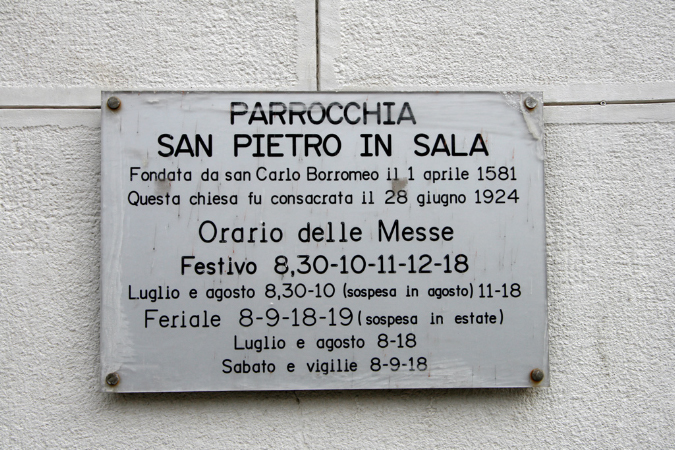 PARROCCHIA
SAN PIETRO IN SALA
Fondata da san Carlo Borromeo il 1 aprile 1581
Questa chiesa fu consacrata il 28 giugno 1924
Orario delle Messe
Festivo 8,30-10-11-12-18
Luglio e agosto 8,30-10 (sospesa in agosto) 11-18
Feriale 8-9-18-19 (sospesa in estate)
Luglio e agosto 8-18
Sabato e vigilie 8-9-18